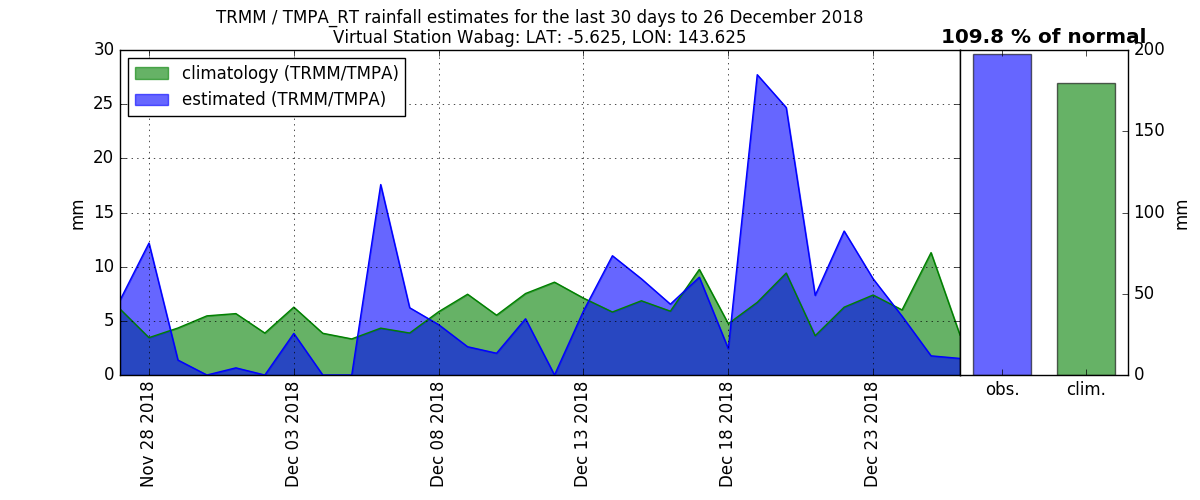 TRMM / TMPA_RT rainfall estimates for the last 30 days to 26 December 2018
Virtual Station Wabag: LAT: -5.625, LON: 143.625
109.8 % of normal
climatology (TRMM/TMPA)
estimated (TRMM/TMPA)
30
25
20
15
10
5
0
mm
Nov 28 2018
Dec 03 2018
Dec 08 2018
Dec 13 2018
Dec 18 2018
Dec 23 2018
obs.
clim.
200
150
100
50
0
mm